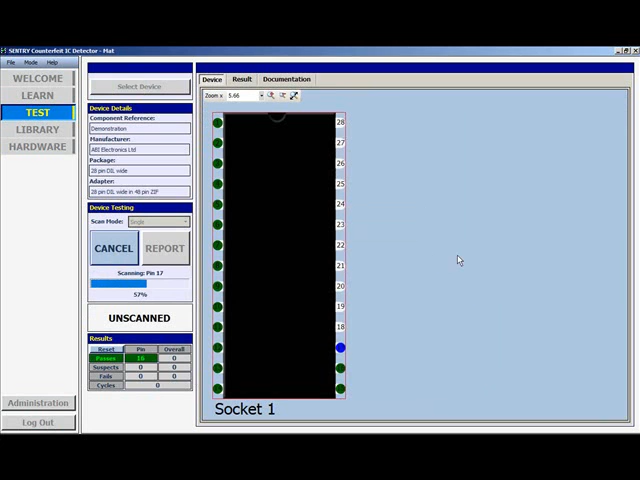 SENTRY Counterfeit IC Detector - Mat
File Mode Help
WELCOME
LEARN
TEST
LIBRARY
HARDWARE
Administration
Log Out
Select Device
Device Details
Component Reference:
Demonstration
Manufacturer:
ABI Electronics Ltd
Package:
28 pin DIL wide
Adapter:
28 pin DIL wide in 48 pin ZIF
Device Testing
Scan Mode: Single
CANCEL REPORT
Scanning: Pin 17
57%
UNSCANNED
Results
Reset Pin Overall
Passes 16 0
Suspects 0 0
Fails 0 0
Cycles 0
Device Result Documentation
Zoom x 5.66
28
27
26
25
24
23
22
21
20
19
18
Socket 1